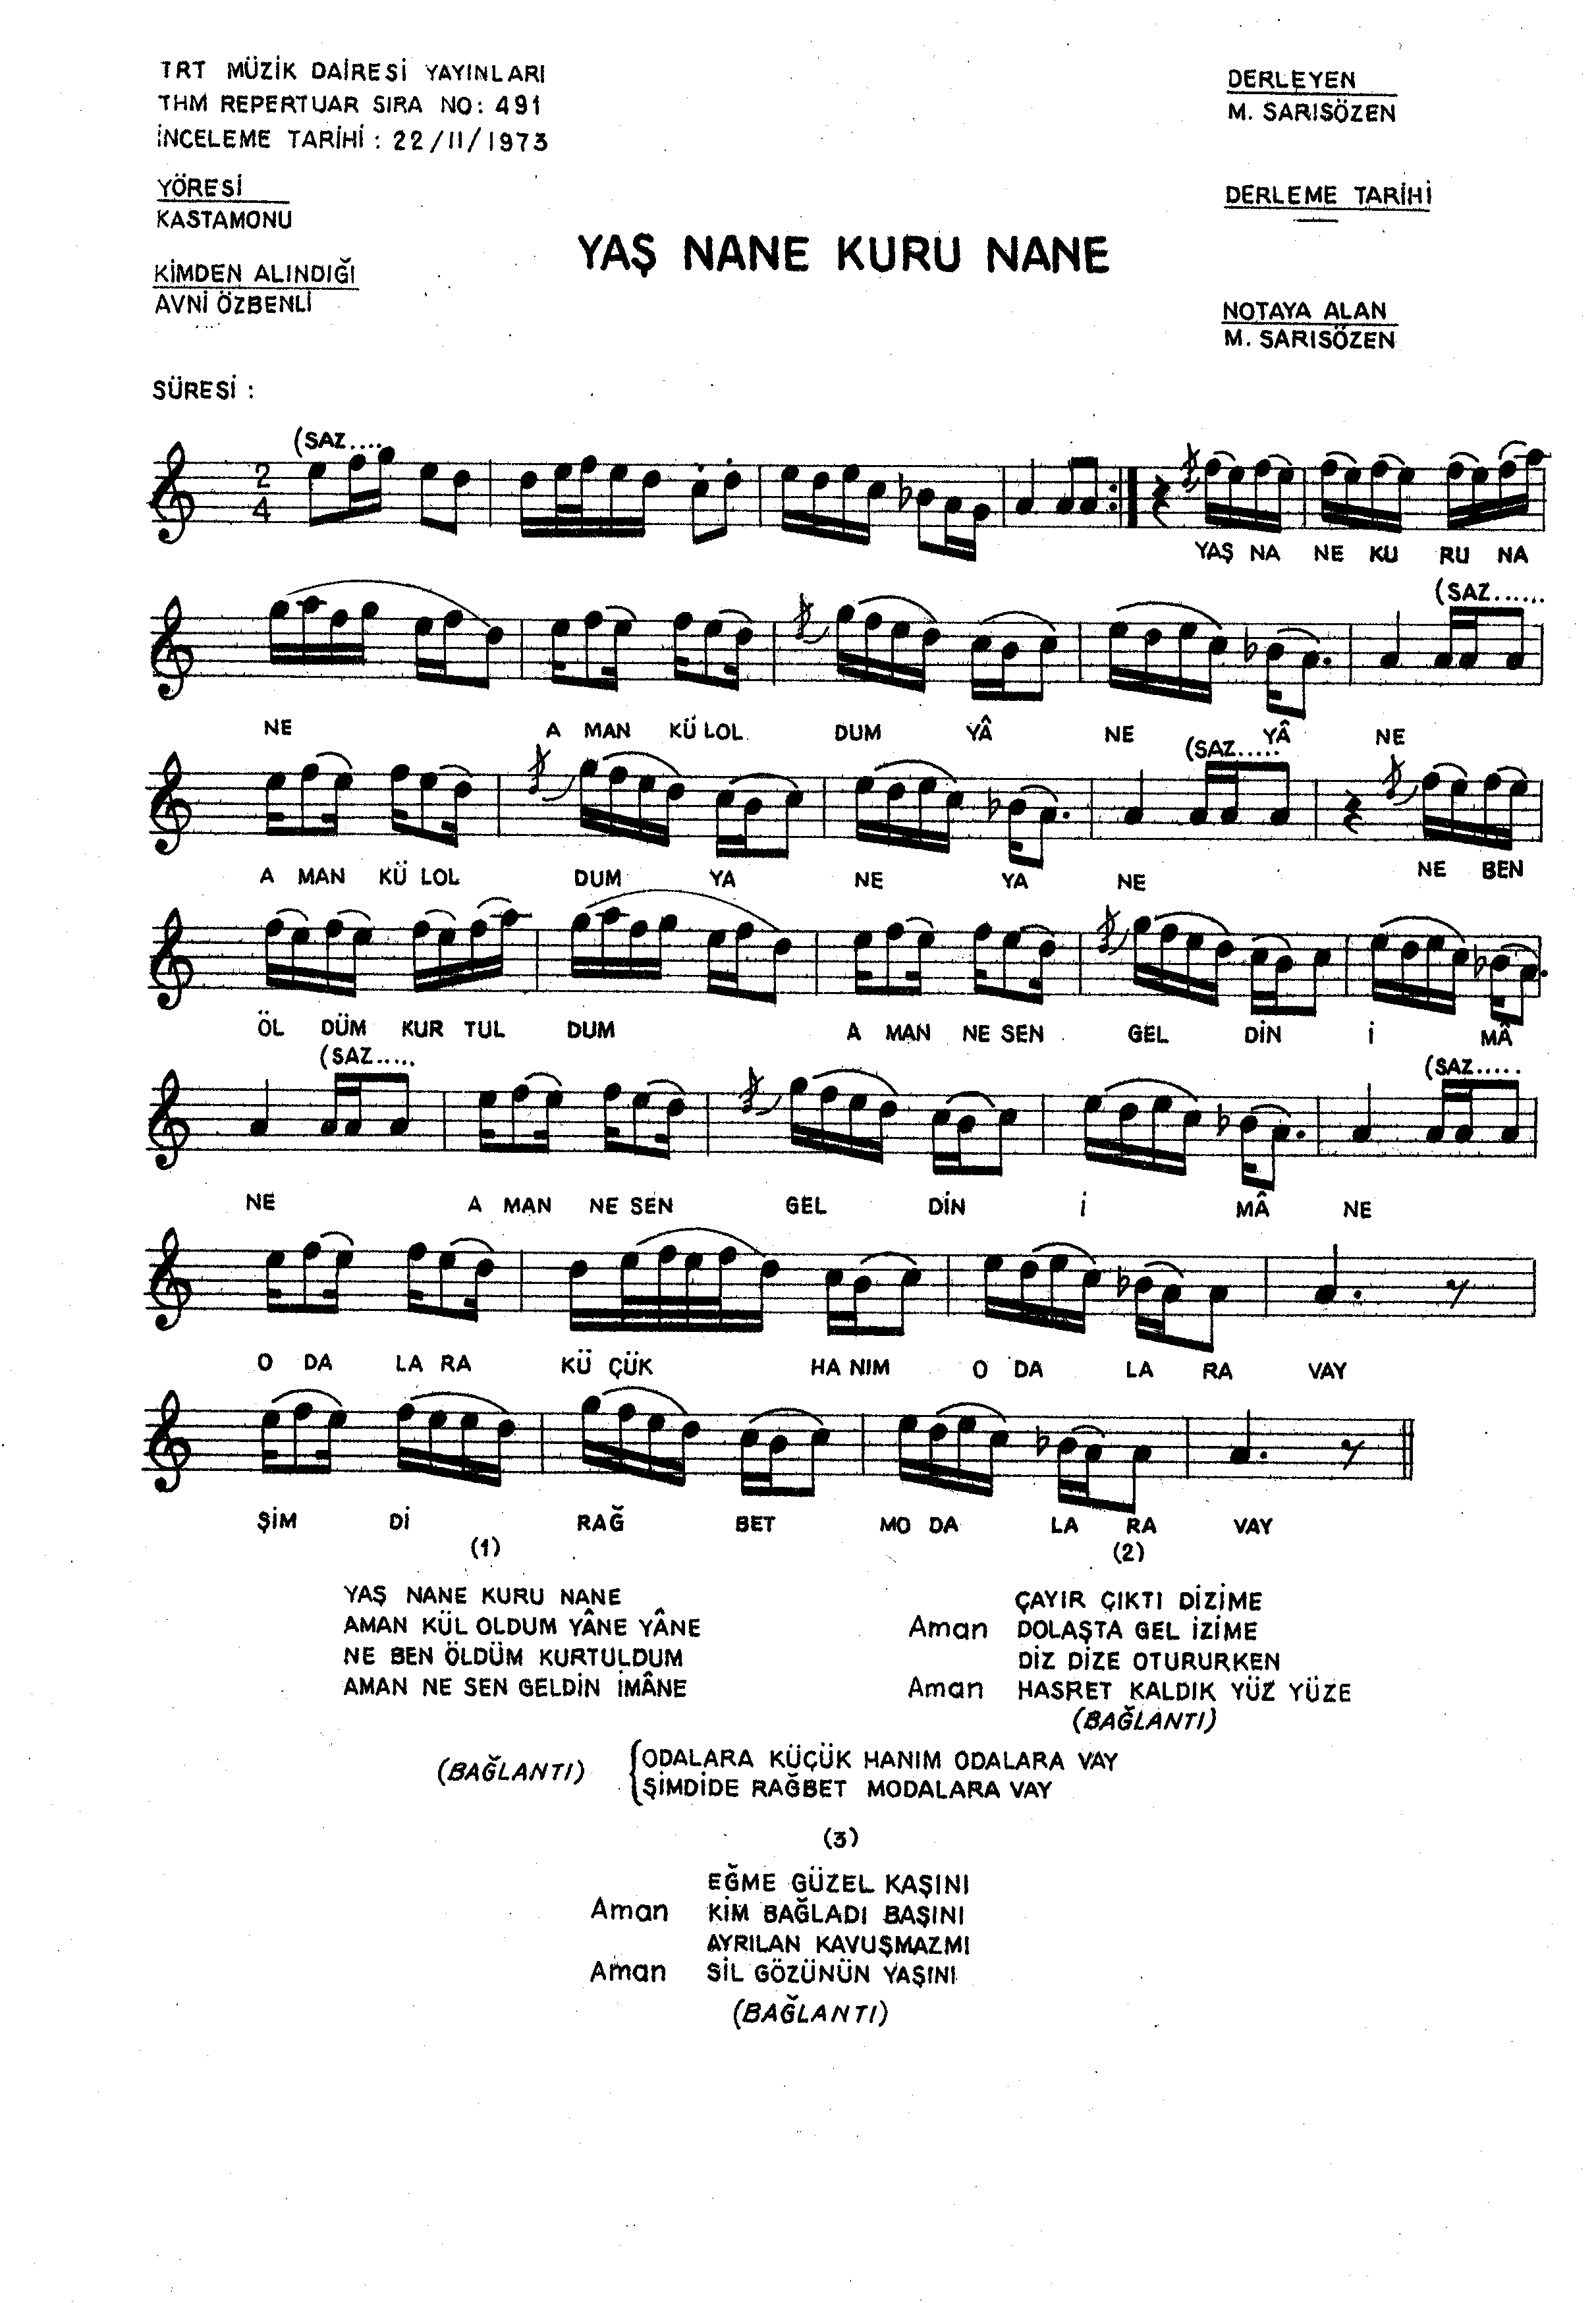 TRT MÜZİK DAİRESİ YAYINLARI
THM REPERTUAR SIRA NO: 491
İNCELEME TARİHİ : 22/11/1973
DERLEYEN
M. SARISÖZEN
YÖRESİ
KASTAMONU
DERLEME TARİHİ
YAŞ NANE KURU NANE
KİMDEN ALINDIĞI
AVNİ ÖZBENLİ
NOTAYA ALAN
M. SARISÖZEN
SÜRESİ :
(SAZ....
2
4
YAŞ NA NE KU RU NA
(SAZ......
NE A MAN KÜ LOL DUM YÂ NE YÂ NE
(SAZ.....
A MAN KÜ LOL DUM YA NE YA NE NE BEN
ÖL DÜM KUR TUL DUM A MAN NE SEN GEL DİN İ MÂ
(SAZ..... (SAZ.....
NE A MAN NE SEN GEL DİN İ MÂ NE
O DA LA RA KÜ ÇÜK HA NIM O DA LA RA VAY
ŞİM Dİ RAĞ BET MO DA LA RA VAY
(1)
YAŞ NANE KURU NANE
AMAN KÜL OLDUM YÂNE YÂNE
NE BEN ÖLDÜM KURTULDUM
AMAN NE SEN GELDİN İMÂNE
(2)
ÇAYIR ÇIKTI DİZİME
Aman DOLAŞTA GEL İZİME
DİZ DİZE OTURURKEN
Aman HASRET KALDIK YÜZ YÜZE
(BAĞLANTI)
(BAĞLANTI) {ODALARA KÜÇÜK HANIM ODALARA VAY
ŞİMDİDE RAĞBET MODALARA VAY
(3)
EĞME GÜZEL KAŞINI
Aman KİM BAĞLADI BAŞINI
AYRILAN KAVUŞMAZMI
Aman SİL GÖZÜNÜN YAŞINI
(BAĞLANTI)